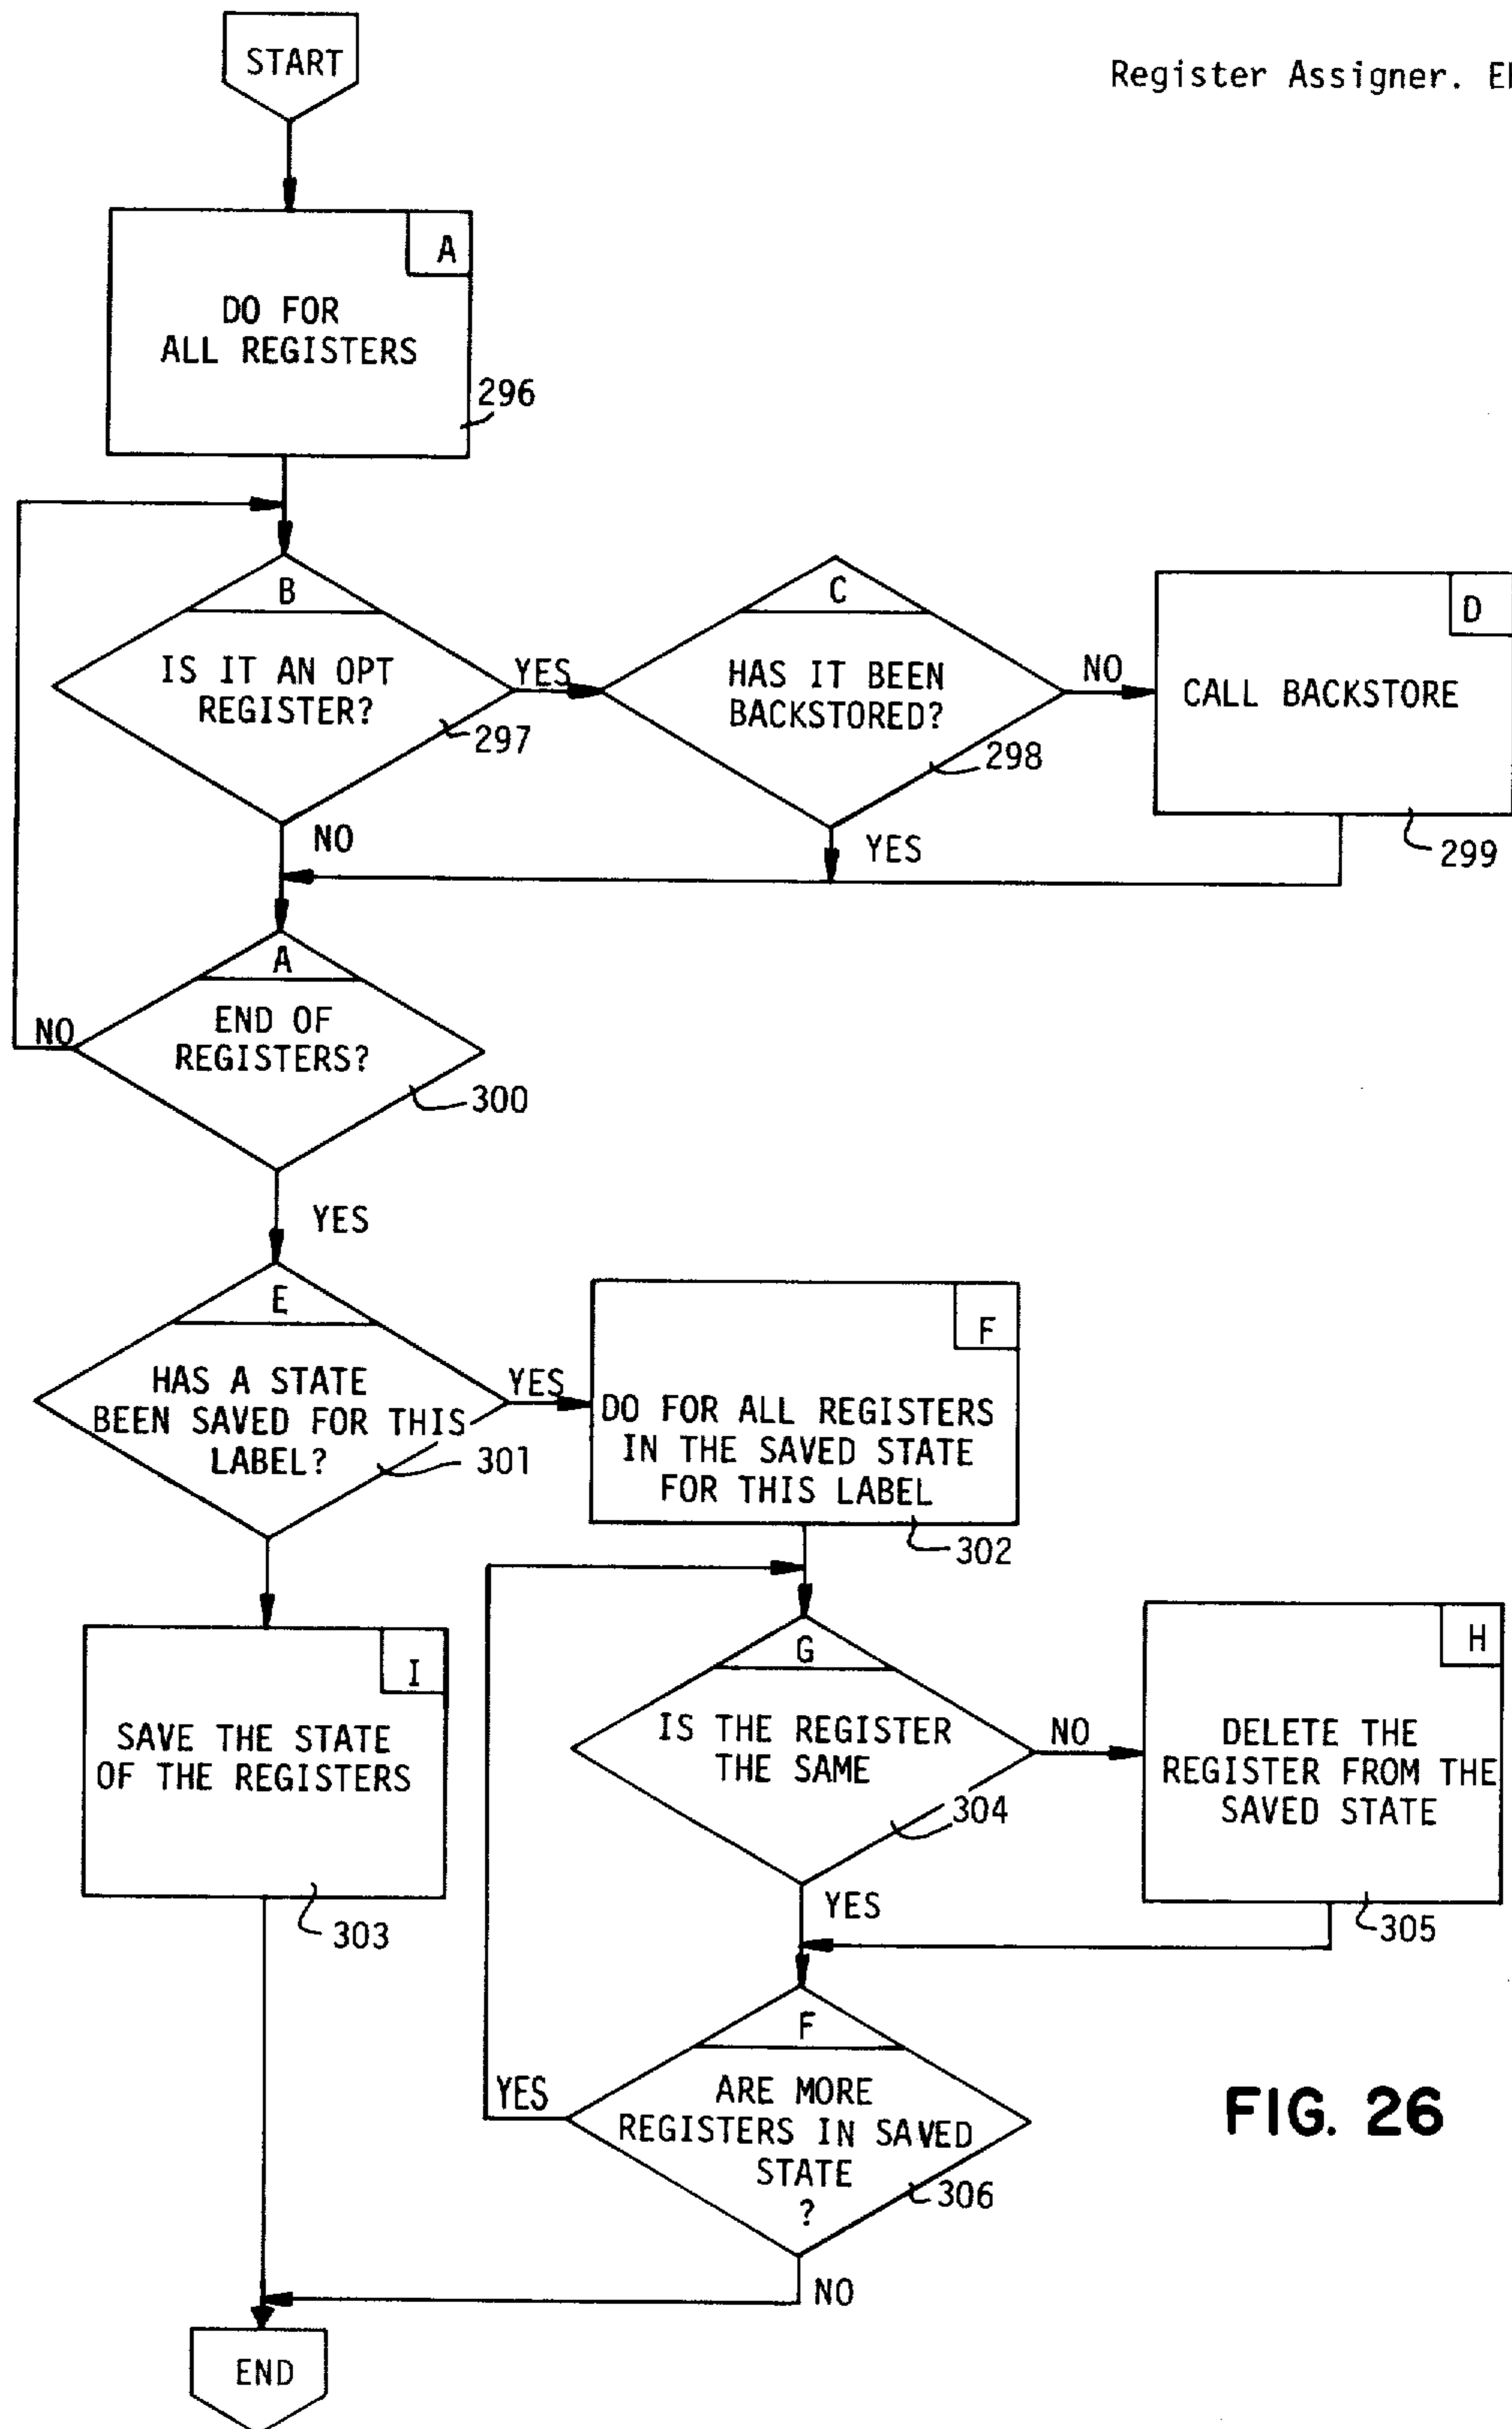 START
Register Assigner.
A
DO FOR
ALL REGISTERS
296
B
IS IT AN OPT
REGISTER?
297
YES
C
HAS IT BEEN
BACKSTORED?
298
NO
D
CALL BACKSTORE
299
NO
YES
A
END OF
REGISTERS?
300
NO
YES
E
HAS A STATE
BEEN SAVED FOR THIS
LABEL?
301
YES
F
DO FOR ALL REGISTERS
IN THE SAVED STATE
FOR THIS LABEL
302
I
SAVE THE STATE
OF THE REGISTERS
303
G
IS THE REGISTER
THE SAME
304
NO
H
DELETE THE
REGISTER FROM THE
SAVED STATE
305
YES
F
ARE MORE
REGISTERS IN SAVED
STATE
?
306
YES
NO
END
FIG. 26